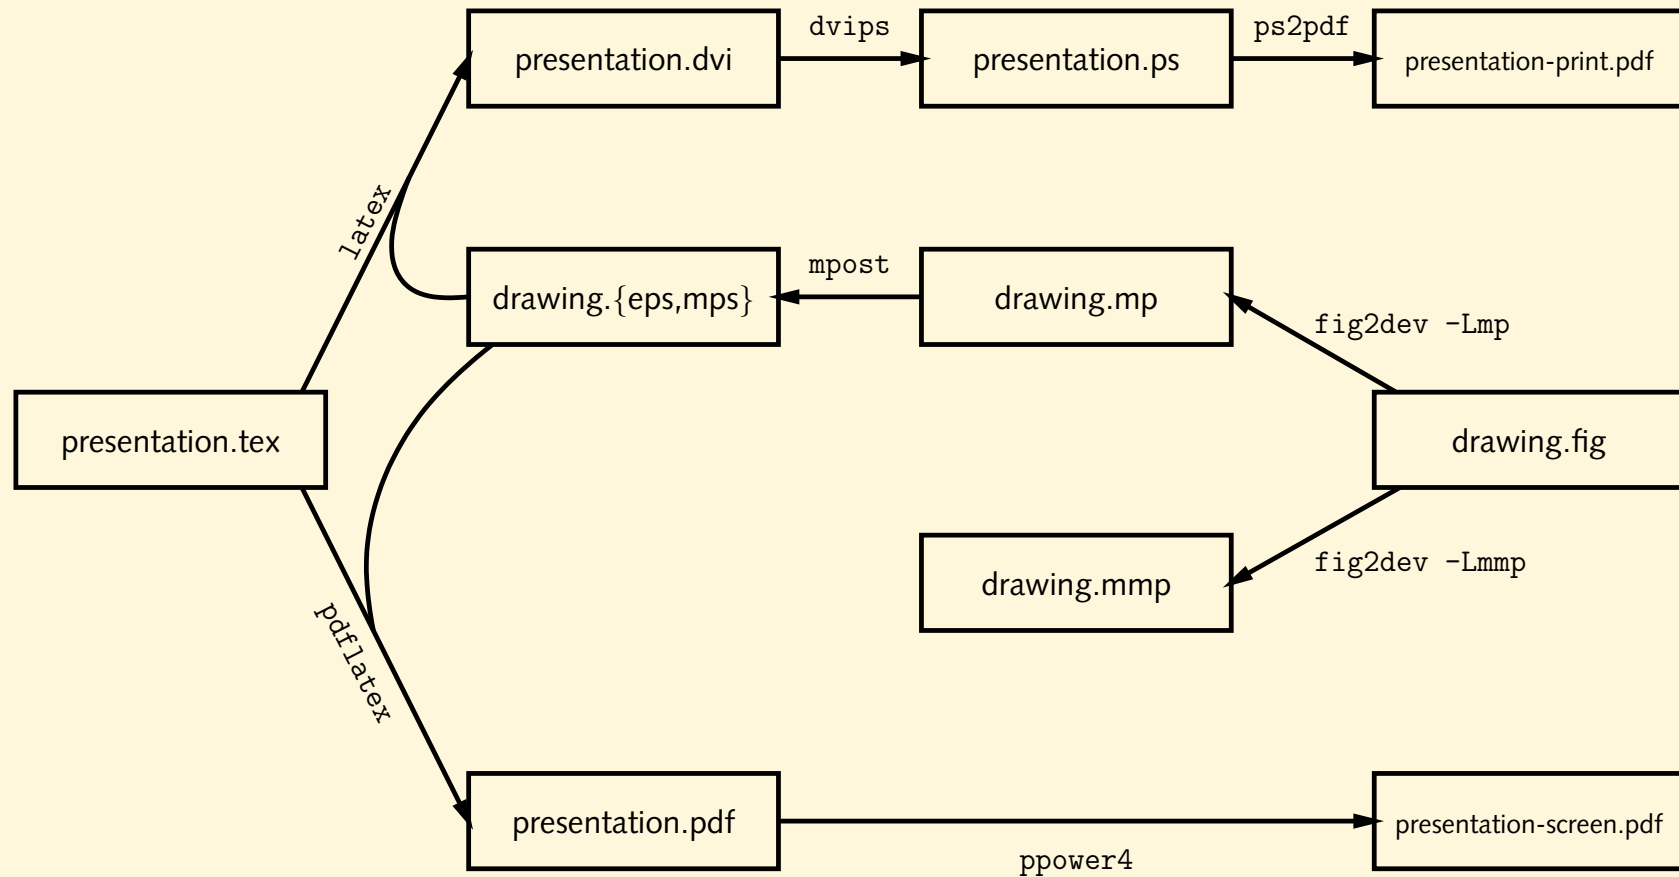 dvips
ps2pdf
presentation.dvi
presentation.ps
presentation-print.pdf
latex
mpost
drawing.{eps,mps}
drawing.mp
fig2dev -Lmp
presentation.tex
drawing.fig
fig2dev -Lmmp
drawing.mmp
pdflatex
presentation.pdf
presentation-screen.pdf
ppower4